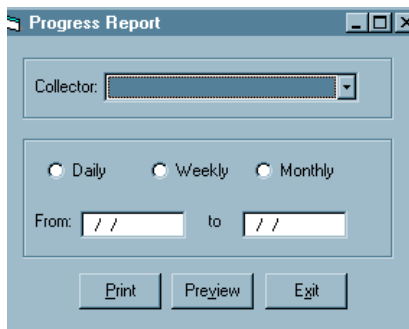 Progress Report
Collector:
Daily Weekly Monthly
From: / / to / /
Print Preview Exit